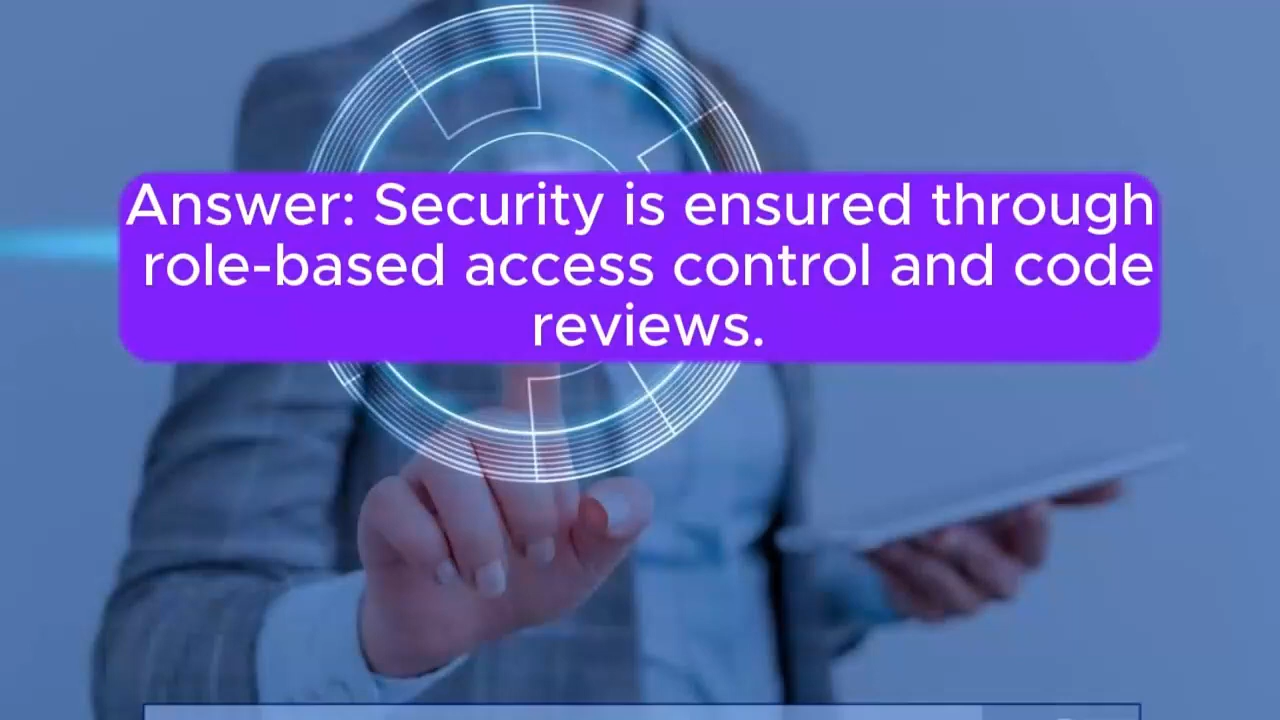 Answer: Security is ensured through
role-based access control and code
reviews.